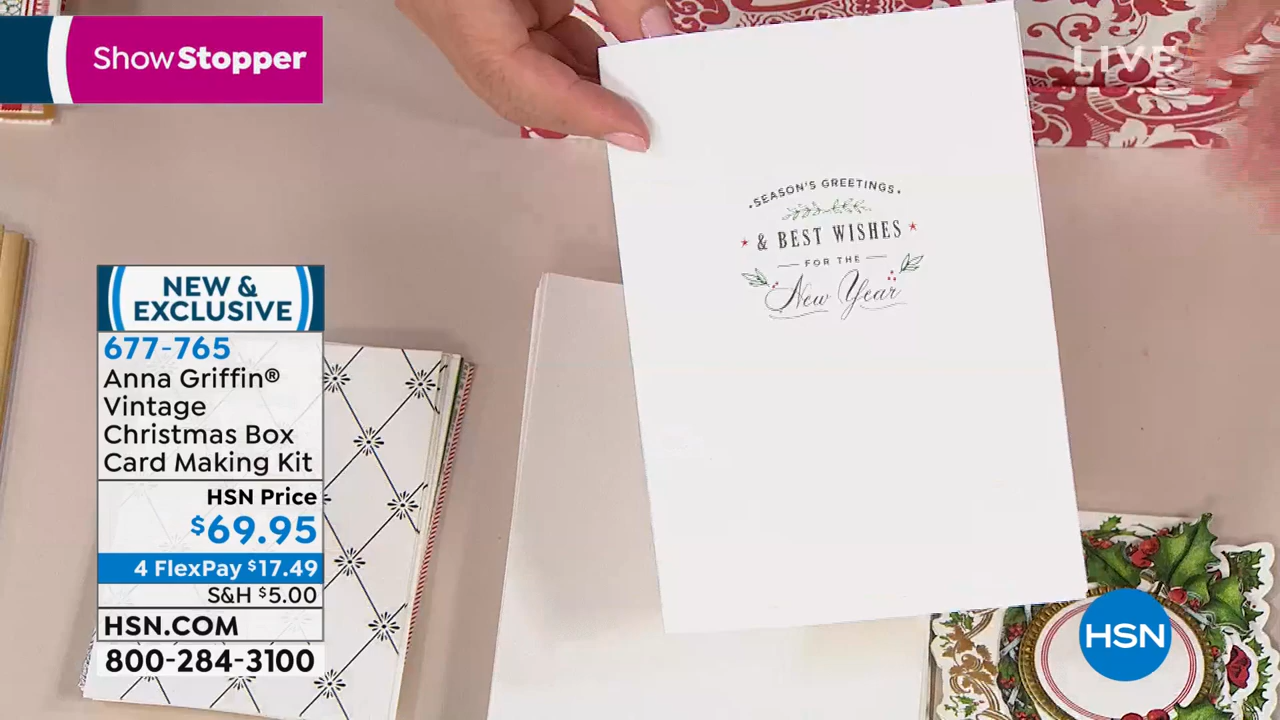 ShowStopper
LIVE
SEASON'S GREETINGS
& BEST WISHES
FOR THE
New Year
NEW &
EXCLUSIVE
677-765
Anna Griffin®
Vintage
Christmas Box
Card Making Kit
HSN Price
$69.95
4 FlexPay $17.49
S&H $5.00
HSN.COM
800-284-3100
HSN